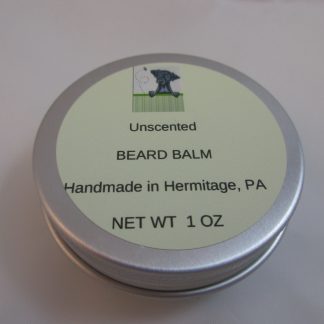 Unscented
BEARD BALM
Handmade in Hermitage, PA
NET WT 1 OZ